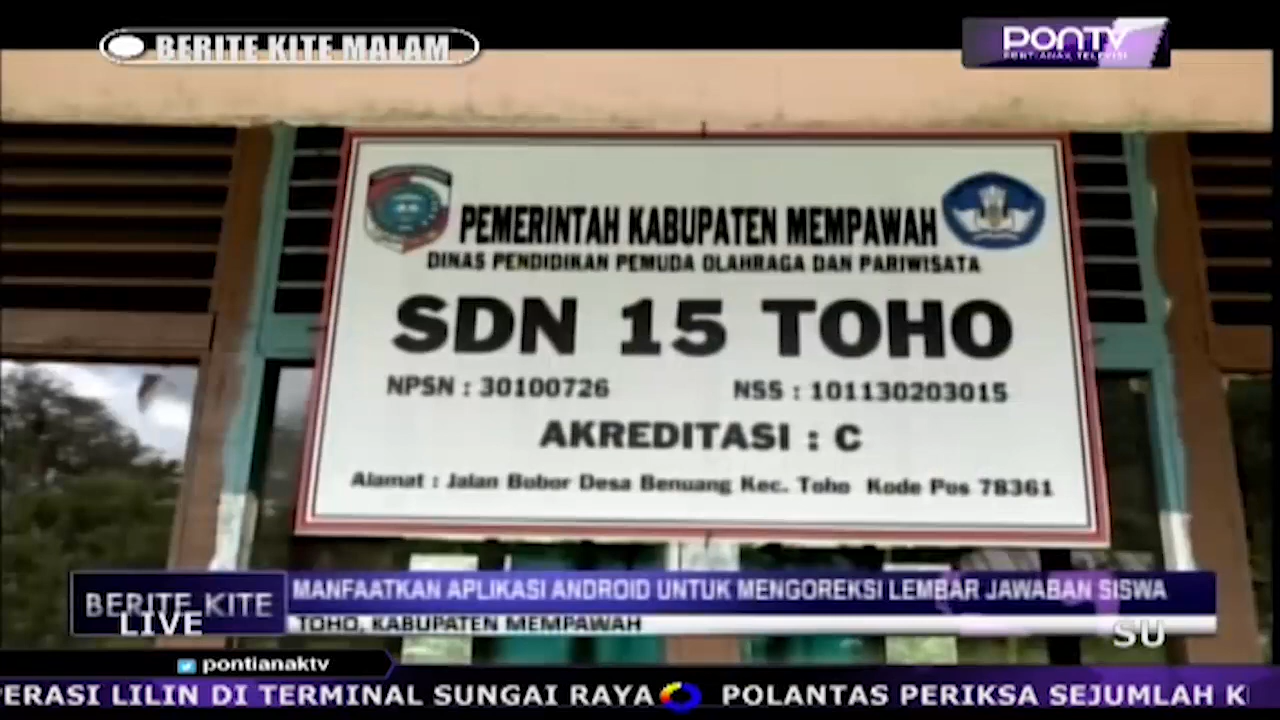 BERITE KITE MALAM
PONTV
PONTIANAK TELEVISI
PEMERINTAH KABUPATEN MEMPAWAH
DINAS PENDIDIKAN PEMUDA OLAHRAGA DAN PARIWISATA
SDN 15 TOHO
NPSN : 30100726 NSS : 101130203015
AKREDITASI : C
Alamat : Jalan Bobor Desa Benuang Kec. Toho Kode Pos 78361
BERITE KITE
LIVE
MANFAATKAN APLIKASI ANDROID UNTUK MENGOREKSI LEMBAR JAWABAN SISWA
TOHO, KABUPATEN MEMPAWAH
SU
pontianaktv
PERASI LILIN DI TERMINAL SUNGAI RAYA POLANTAS PERIKSA SEJUMLAH K